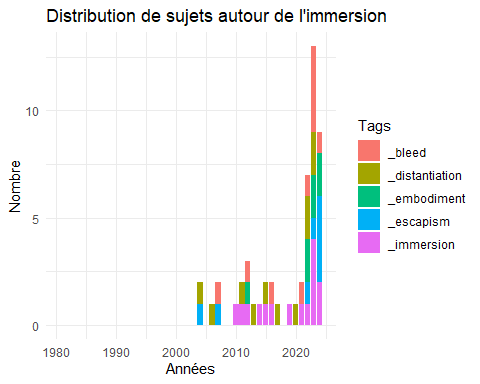 Distribution de sujets autour de l'immersion
Nombre
10
5
0
1980 1990 2000 2010 2020
Années
Tags
_bleed
_distantiation
_embodiment
_escapism
_immersion